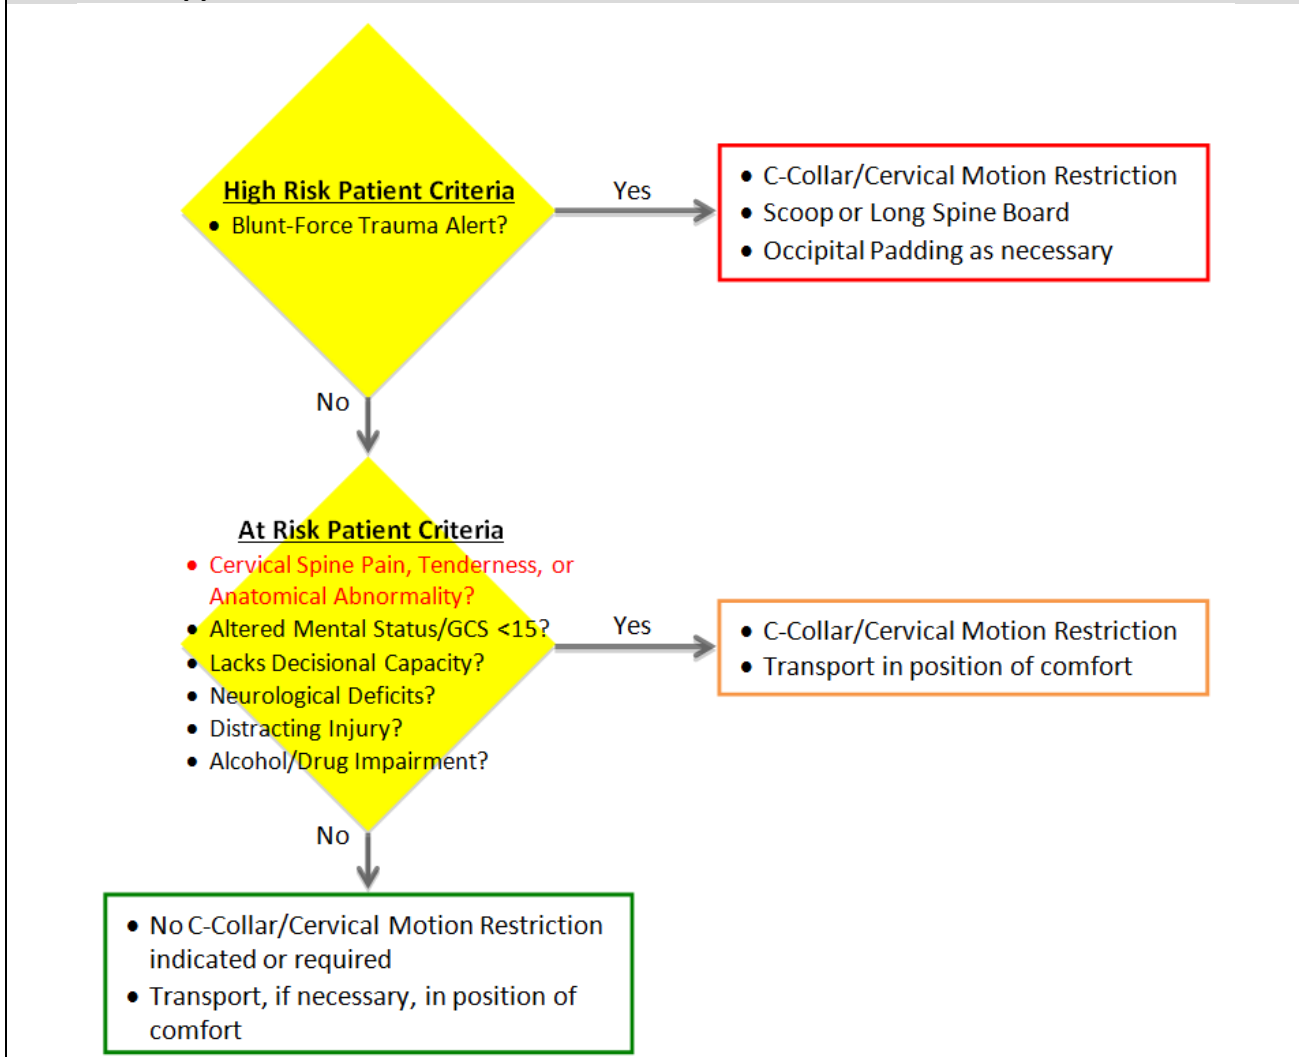 High Risk Patient Criteria
• Blunt-Force Trauma Alert?
Yes
• C-Collar/Cervical Motion Restriction
• Scoop or Long Spine Board
• Occipital Padding as necessary
No
At Risk Patient Criteria
• Cervical Spine Pain, Tenderness, or
Anatomical Abnormality?
• Altered Mental Status/GCS <15?
• Lacks Decisional Capacity?
• Neurological Deficits?
• Distracting Injury?
• Alcohol/Drug Impairment?
Yes
• C-Collar/Cervical Motion Restriction
• Transport in position of comfort
No
• No C-Collar/Cervical Motion Restriction
indicated or required
• Transport, if necessary, in position of
comfort